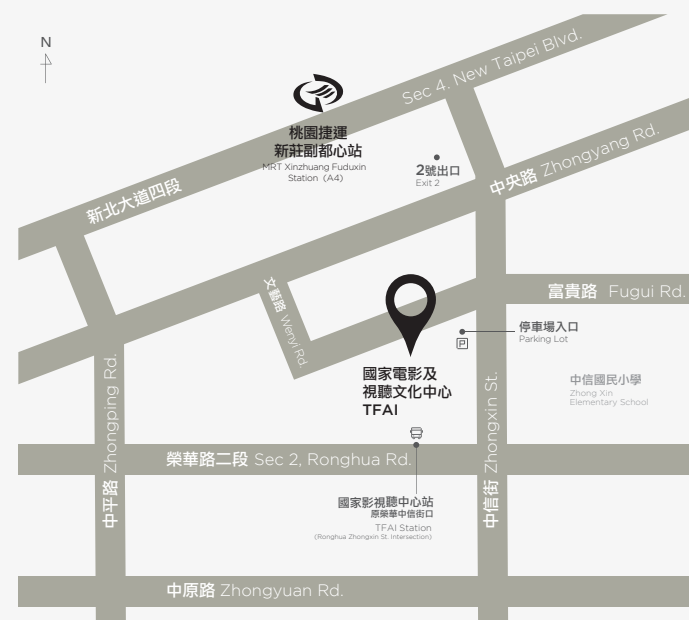 N
Sec 4, New Taipei Blvd.
桃園捷運
新莊副都心站
MRT Xinzhuang Fuduxin
Station (A4)
2號出口
Exit 2
中央路 Zhongyang Rd.
新北大道四段
文藝路 Wenyi Rd.
富貴路 Fugui Rd.
停車場入口
Parking Lot
P
國家電影及
視聽文化中心
TFAI
中信國民小學
Zhong Xin
Elementary School
中平路 Zhongping Rd.
中信街 Zhongxin St.
榮華路二段 Sec 2, Ronghua Rd.
國家影視聽中心站
原榮華中信街口
TFAI Station
(Ronghua Zhongxin St. Intersection)
中原路 Zhongyuan Rd.